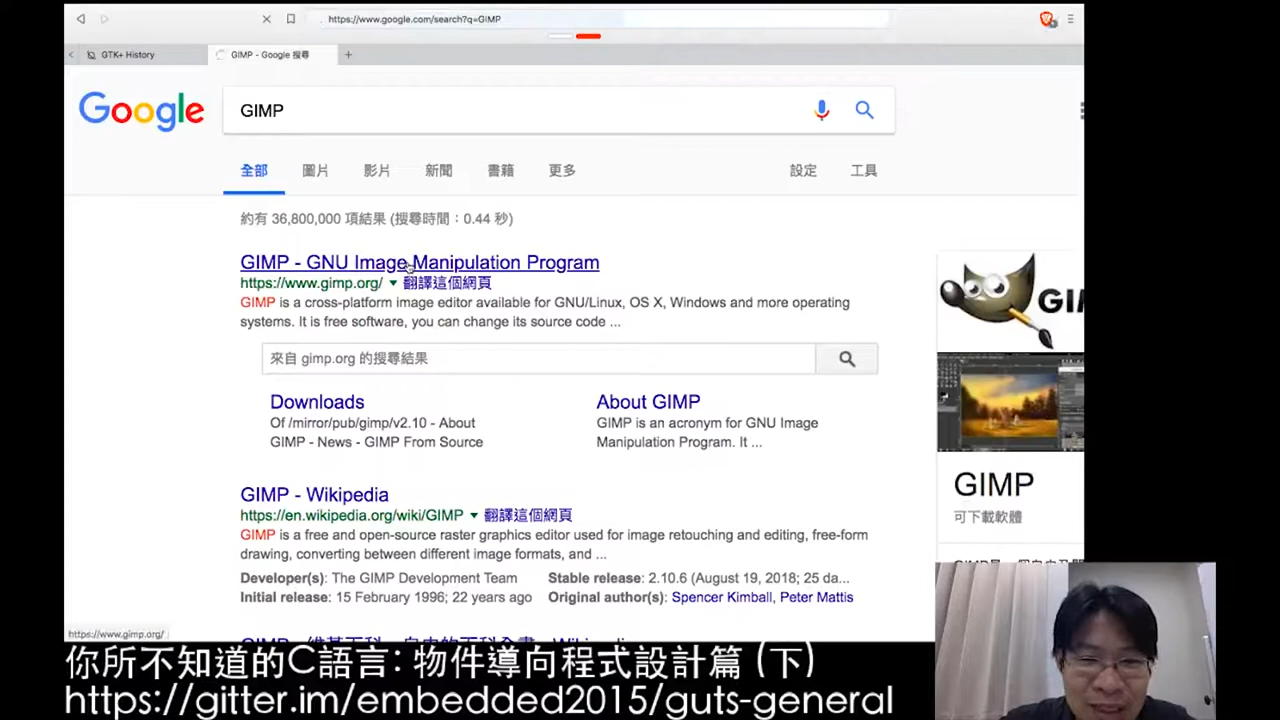 https://www.google.com/search?q=GIMP
GTK+ History
GIMP - Google 搜尋
Google
GIMP
全部 圖片 影片 新聞 書籍 更多 設定 工具
約有 36,800,000 項結果 (搜尋時間：0.44 秒)
GIMP - GNU Image Manipulation Program
https://www.gimp.org/ 翻譯這個網頁
GIMP is a cross-platform image editor available for GNU/Linux, OS X, Windows and more operating
systems. It is free software, you can change its source code ...
來自 gimp.org 的搜尋結果
Downloads
Of /mirror/pub/gimp/v2.10 - About
GIMP - News - GIMP From Source
About GIMP
GIMP is an acronym for GNU Image
Manipulation Program. It ...
GIMP - Wikipedia
https://en.wikipedia.org/wiki/GIMP 翻譯這個網頁
GIMP is a free and open-source raster graphics editor used for image retouching and editing, free-form
drawing, converting between different image formats, and ...
Developer(s): The GIMP Development Team
Stable release: 2.10.6 (August 19, 2018; 25 da...
Initial release: 15 February 1996; 22 years ago
Original author(s): Spencer Kimball, Peter Mattis
GIMP
可下載軟體
https://www.gimp.org/
你所不知道的C語言: 物件導向程式設計篇 (下)
https://gitter.im/embedded2015/guts-general